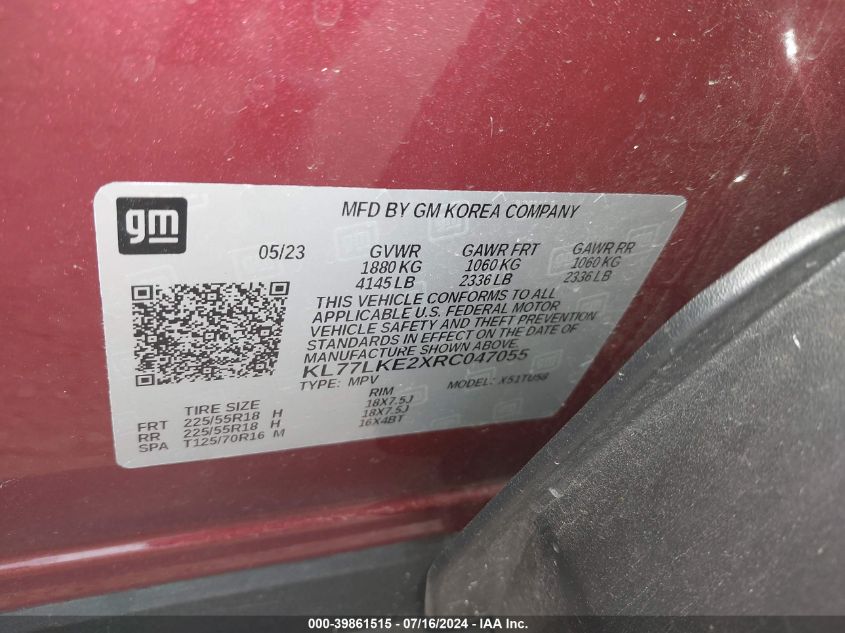 gm
MFD BY GM KOREA COMPANY
05/23 GVWR GAWR FRT GAWR RR
1880 KG 1060 KG 1060 KG
4145 LB 2336 LB 2336 LB
THIS VEHICLE CONFORMS TO ALL
APPLICABLE U.S. FEDERAL MOTOR
VEHICLE SAFETY AND THEFT PREVENTION
STANDARDS IN EFFECT ON THE DATE OF
MANUFACTURE SHOWN ABOVE.
KL77LKE2XRC047055
TYPE: MPV MODEL: X51TU58
TIRE SIZE RIM
FRT 225/55R18 H 18X7.5J
RR 225/55R18 H 18X7.5J
SPA T125/70R16 M 16X4BT
000-39861515 / 07/16/2024 - IAA Inc.